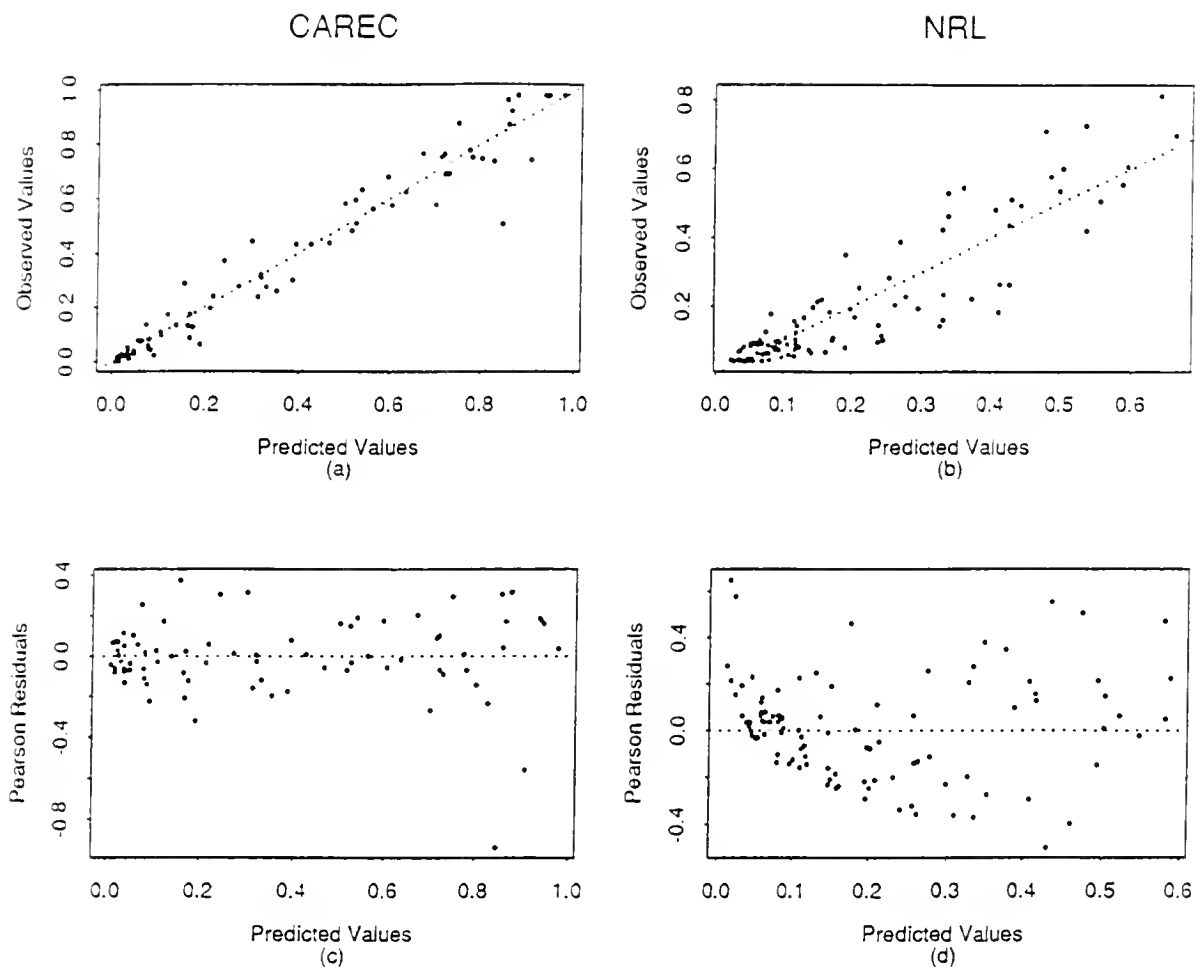 CAREC
NRL
Observed Values
1.0
0.8
0.6
0.4
0.2
0.0
0.0 0.2 0.4 0.6 0.8 1.0
Predicted Values
(a)
Observed Values
0.8
0.6
0.4
0.2
0.0 0.1 0.2 0.3 0.4 0.5 0.6
Predicted Values
(b)
Pearson Residuals
0.4
0.0
-0.4
-0.8
0.0 0.2 0.4 0.6 0.8 1.0
Predicted Values
(c)
Pearson Residuals
0.4
0.0
-0.4
0.0 0.1 0.2 0.3 0.4 0.5 0.6
Predicted Values
(d)